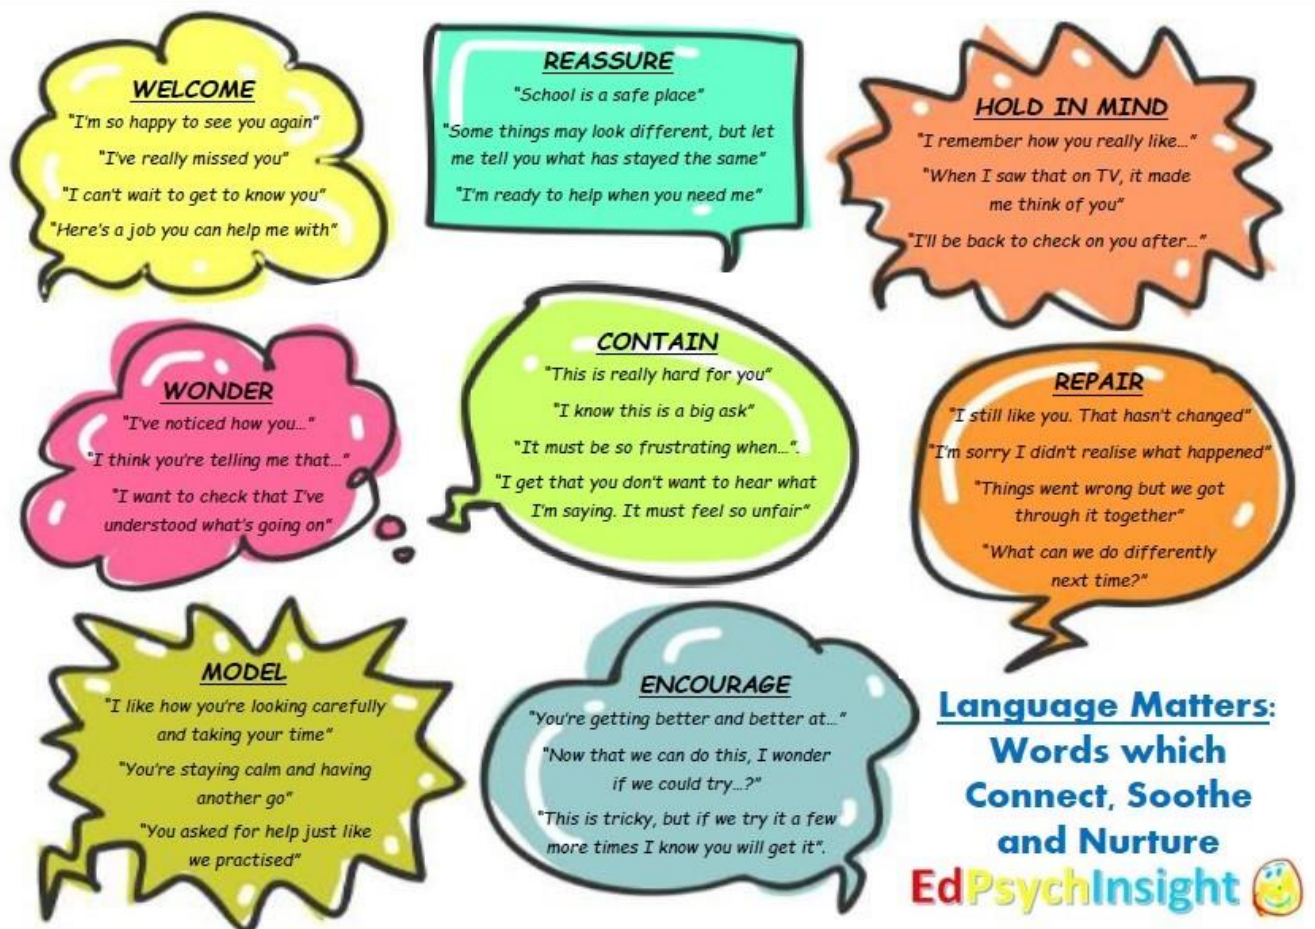 WELCOME
"I'm so happy to see you again"
"I've really missed you"
"I can't wait to get to know you"
"Here's a job you can help me with"
REASSURE
"School is a safe place"
"Some things may look different, but let
me tell you what has stayed the same"
"I'm ready to help when you need me"
HOLD IN MIND
"I remember how you really like..."
"When I saw that on TV, it made
me think of you"
"I'll be back to check on you after..."
WONDER
"I've noticed how you..."
"I think you're telling me that..."
"I want to check that I've
understood what's going on"
CONTAIN
"This is really hard for you"
"I know this is a big ask"
"It must be so frustrating when...".
"I get that you don't want to hear what
I'm saying. It must feel so unfair"
REPAIR
"I still like you. That hasn't changed"
"I'm sorry I didn't realise what happened"
"Things went wrong but we got
through it together"
"What can we do differently
next time?"
MODEL
"I like how you're looking carefully
and taking your time"
"You're staying calm and having
another go"
"You asked for help just like
we practised"
ENCOURAGE
"You're getting better and better at..."
"Now that we can do this, I wonder
if we could try...?"
"This is tricky, but if we try it a few
more times I know you will get it".
Language Matters:
Words which
Connect, Soothe
and Nurture
EdPsychInsight